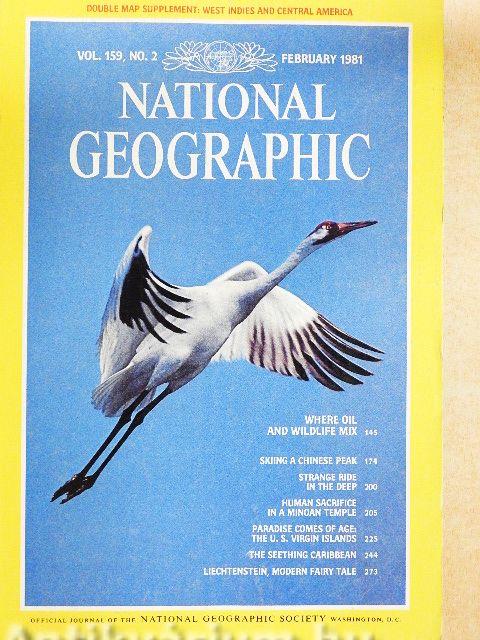 DOUBLE MAP SUPPLEMENT: WEST INDIES AND CENTRAL AMERICA
VOL. 159, NO. 2 FEBRUARY 1981
NATIONAL
GEOGRAPHIC
WHERE OIL
AND WILDLIFE MIX 145
SKIING A CHINESE PEAK 174
STRANGE RIDE
IN THE DEEP 200
HUMAN SACRIFICE
IN A MINOAN TEMPLE 205
PARADISE COMES OF AGE:
THE U. S. VIRGIN ISLANDS 225
THE SEETHING CARIBBEAN 244
LIECHTENSTEIN, MODERN FAIRY TALE 273
OFFICIAL JOURNAL OF THE NATIONAL GEOGRAPHIC SOCIETY WASHINGTON, D.C.